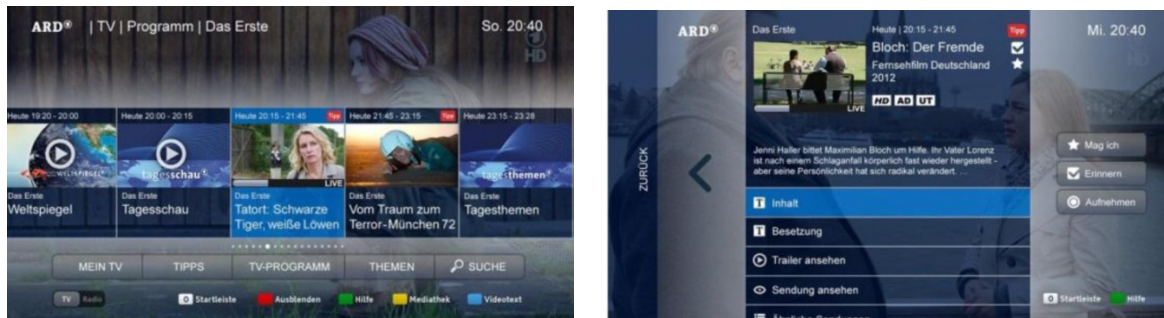 ARD | TV | Programm | Das Erste
So. 20:40
HD
Heute 19:20 - 20:00
WELTSPIEGEL
Das Erste
Weltspiegel
Heute 20:00 - 20:15
tagesschau
Das Erste
Tagesschau
Heute 20:15 - 21:45
Tipp
LIVE
Das Erste
Tatort: Schwarze
Tiger, weiße Löwen
Heute 21:45 - 23:15
Tipp
Das Erste
Vom Traum zum
Terror-München 72
Heute 23:15 - 23:28
tagesthemen
Das Erste
Tagesthemen
MEIN TV
TIPPS
TV-PROGRAMM
THEMEN
SUCHE
TV Radio
0 Startleiste
Ausblenden
Hilfe
Mediathek
Videotext
ZURÜCK
ARD
Das Erste
LIVE
Heute | 20:15 - 21:45
Tipp
Bloch: Der Fremde
Fernsehfilm Deutschland
2012
HD AD UT
Mi. 20:40
HD
Jenni Haller bittet Maximilian Bloch um Hilfe. Ihr Vater Lorenz
ist nach einem Schlaganfall körperlich fast wieder hergestellt -
aber seine Persönlichkeit hat sich radikal verändert. ...
T Inhalt
T Besetzung
Trailer ansehen
Sendung ansehen
Ähnliche Sendungen
Mag ich
Erinnern
Aufnehmen
0 Startleiste
Hilfe